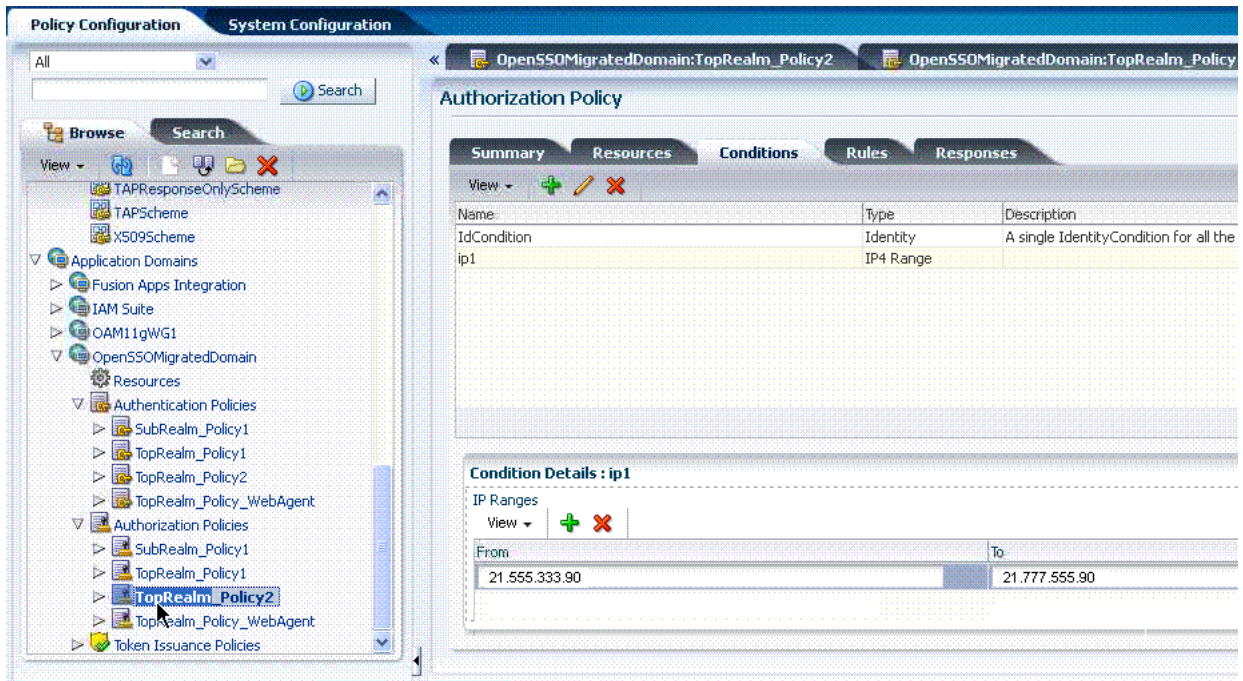 Policy Configuration
System Configuration
All
Search
Browse
Search
View
TAPResponseOnlyScheme
TAPScheme
X509Scheme
Application Domains
Fusion Apps Integration
IAM Suite
OAM11gWG1
OpenSSOMigratedDomain
Resources
Authentication Policies
SubRealm_Policy1
TopRealm_Policy1
TopRealm_Policy2
TopRealm_Policy_WebAgent
Authorization Policies
SubRealm_Policy1
TopRealm_Policy1
TopRealm_Policy2
TopRealm_Policy_WebAgent
Token Issuance Policies
OpenSSOMigratedDomain:TopRealm_Policy2
OpenSSOMigratedDomain:TopRealm_Policy
Authorization Policy
Summary
Resources
Conditions
Rules
Responses
View
Name Type Description
IdCondition Identity A single IdentityCondition for all the
ip1 IP4 Range
Condition Details : ip1
IP Ranges
View
From To
21.555.333.90 21.777.555.90